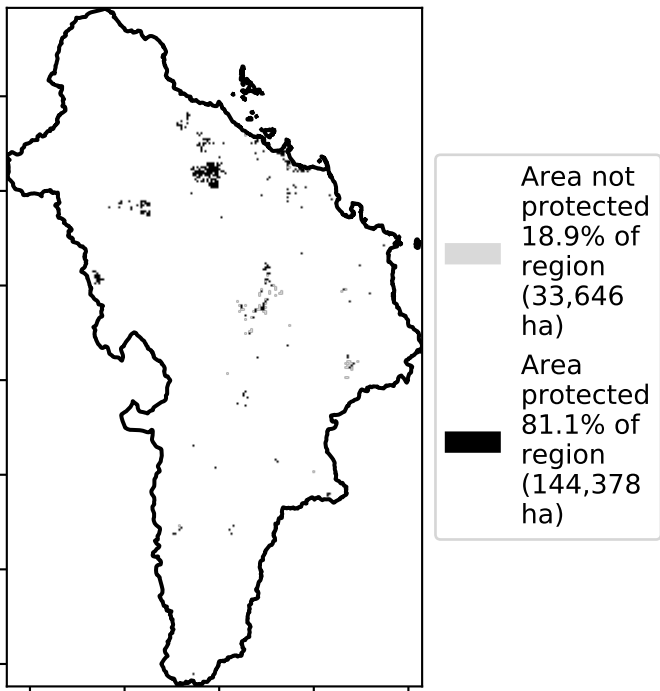 Area not
protected
18.9% of
region
(33,646
ha)
Area
protected
81.1% of
region
(144,378
ha)